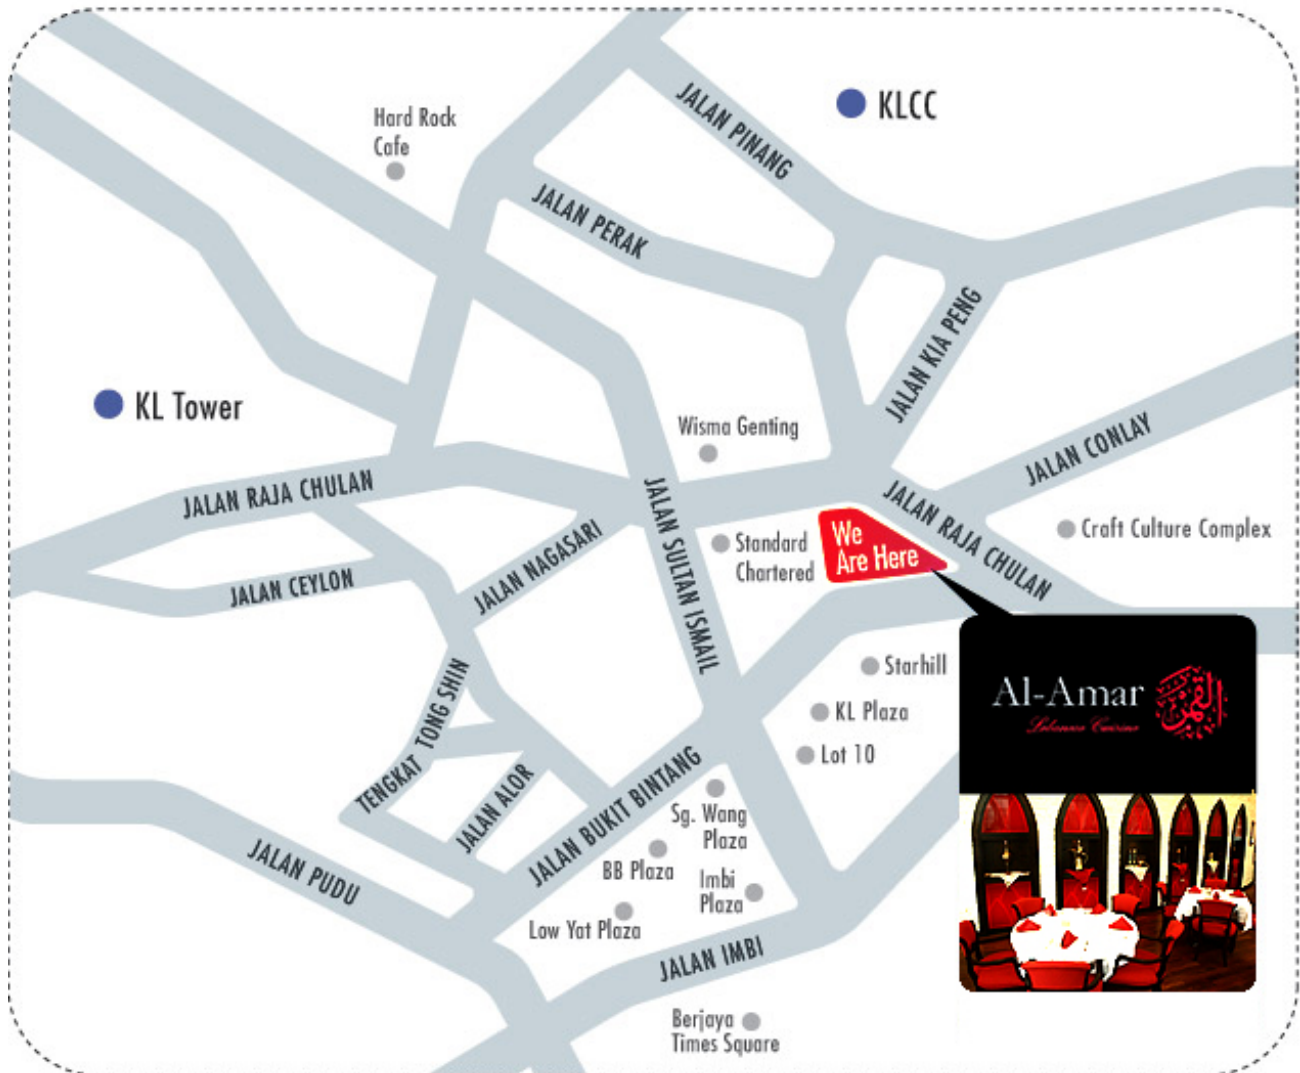 Hard Rock
Cafe
KLCC
JALAN PINANG
JALAN PERAK
JALAN KIA PENG
KL Tower
Wisma Genting
JALAN CONLAY
JALAN RAJA CHULAN
JALAN SULTAN ISMAIL
JALAN RAJA CHULAN
We
Are Here
Craft Culture Complex
Standard
Chartered
JALAN NAGASARI
JALAN CEYLON
Starhill
Al-Amar
Lebanese Cuisine
القمر
KL Plaza
Lot 10
TENGKAT TONG SHIN
JALAN ALOR
JALAN BUKIT BINTANG
Sg. Wang
Plaza
BB Plaza
Imbi
Plaza
JALAN PUDU
Low Yat Plaza
JALAN IMBI
Berjaya
Times Square